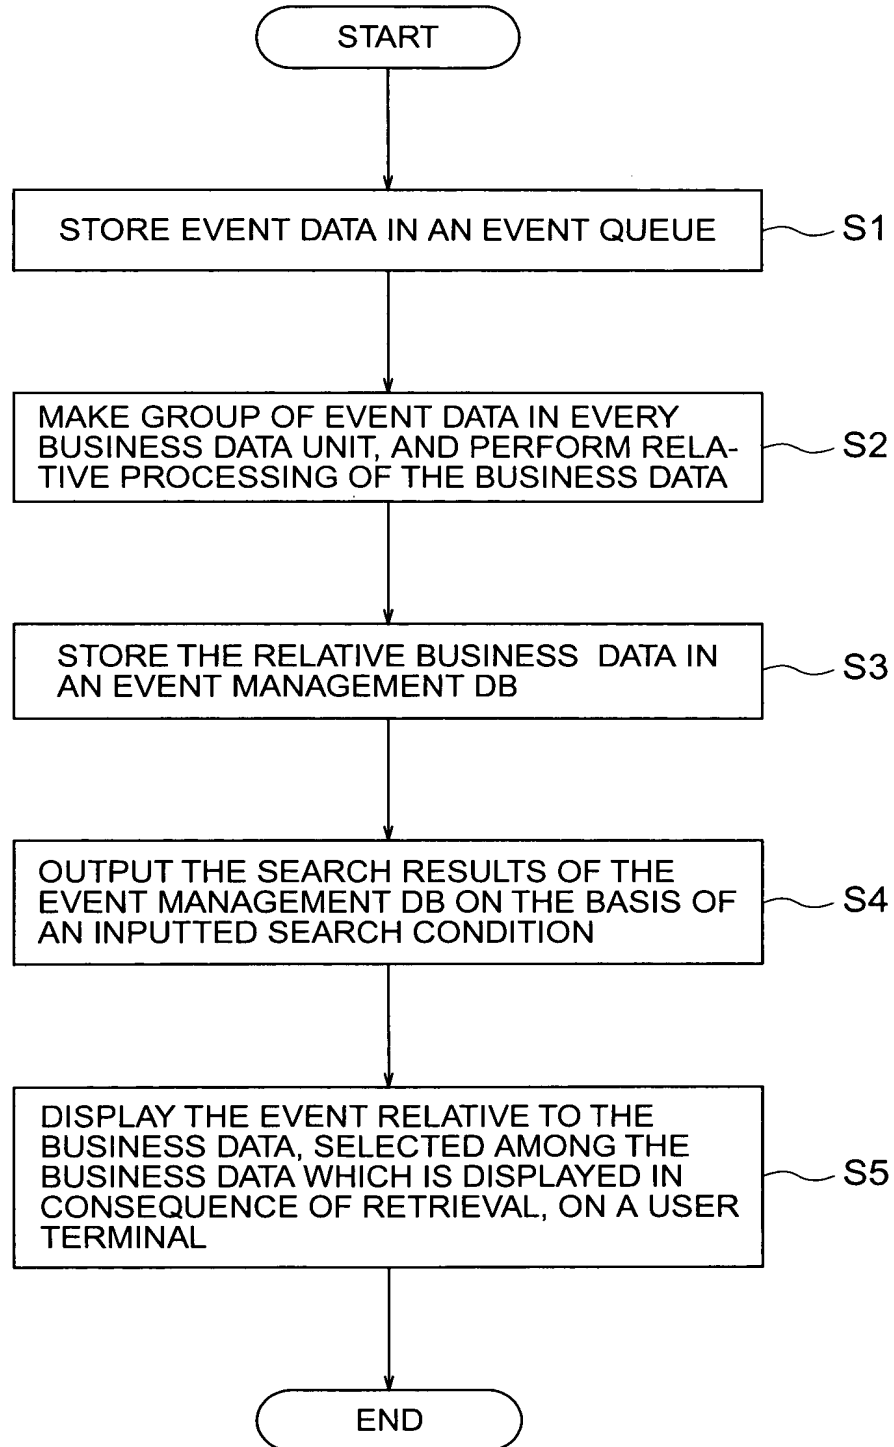 START
STORE EVENT DATA IN AN EVENT QUEUE
S1
MAKE GROUP OF EVENT DATA IN EVERY
BUSINESS DATA UNIT, AND PERFORM RELA-
TIVE PROCESSING OF THE BUSINESS DATA
S2
STORE THE RELATIVE BUSINESS DATA IN
AN EVENT MANAGEMENT DB
S3
OUTPUT THE SEARCH RESULTS OF THE
EVENT MANAGEMENT DB ON THE BASIS OF
AN INPUTTED SEARCH CONDITION
S4
DISPLAY THE EVENT RELATIVE TO THE
BUSINESS DATA, SELECTED AMONG THE
BUSINESS DATA WHICH IS DISPLAYED IN
CONSEQUENCE OF RETRIEVAL, ON A USER
TERMINAL
S5
END